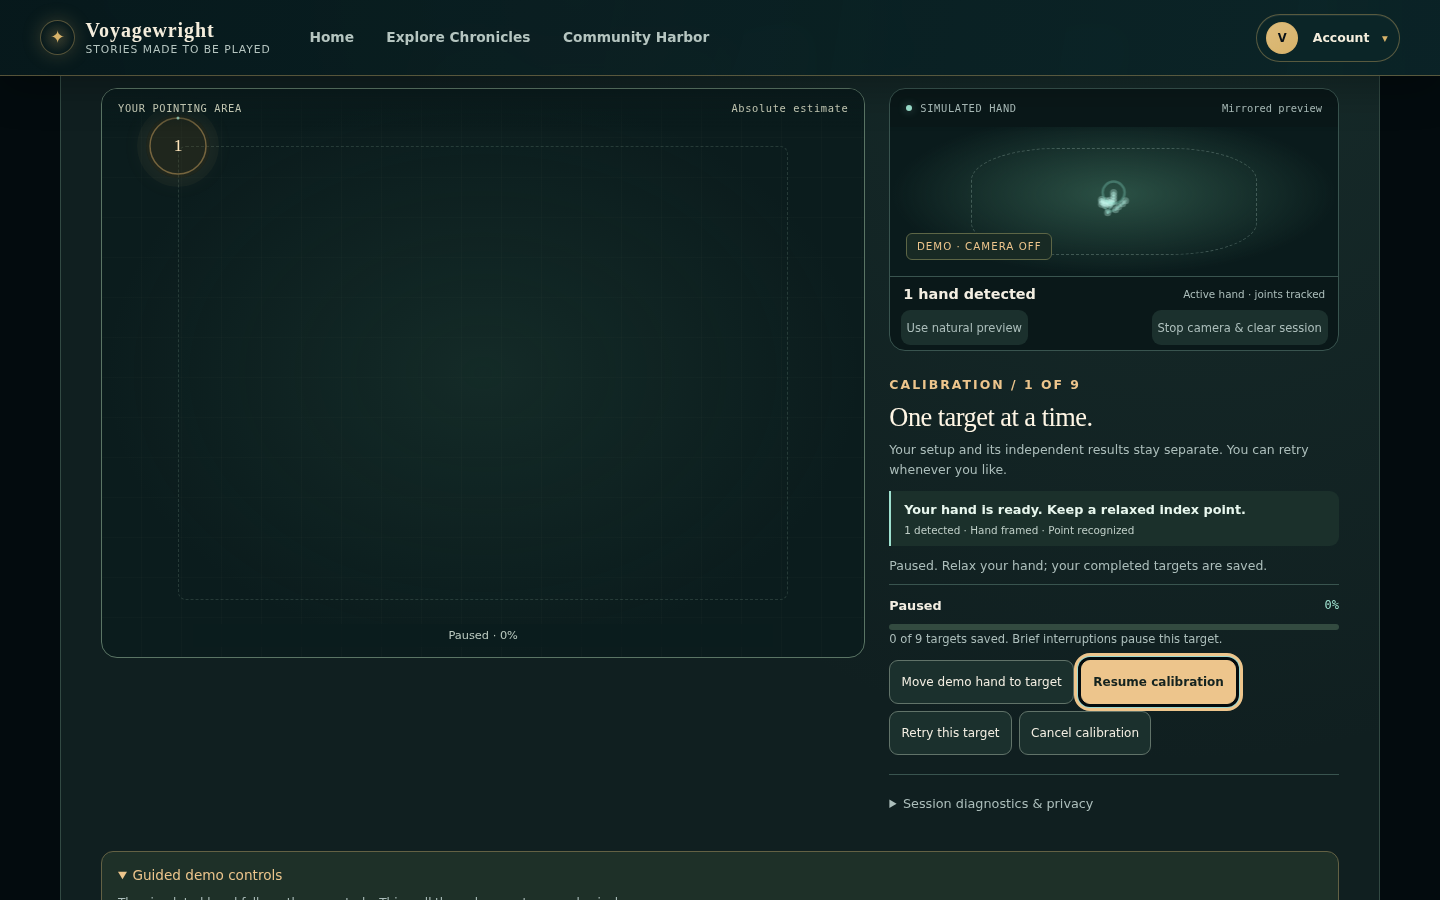 Voyagewright
STORIES MADE TO BE PLAYED
Home
Explore Chronicles
Community Harbor
V
Account
YOUR POINTING AREA
Absolute estimate
1
Paused · 0%
SIMULATED HAND
Mirrored preview
DEMO · CAMERA OFF
1 hand detected
Active hand · joints tracked
Use natural preview
Stop camera & clear session
CALIBRATION / 1 OF 9
One target at a time.
Your setup and its independent results stay separate. You can retry
whenever you like.
Your hand is ready. Keep a relaxed index point.
1 detected · Hand framed · Point recognized
Paused. Relax your hand; your completed targets are saved.
Paused
0%
0 of 9 targets saved. Brief interruptions pause this target.
Move demo hand to target
Resume calibration
Retry this target
Cancel calibration
Session diagnostics & privacy
Guided demo controls